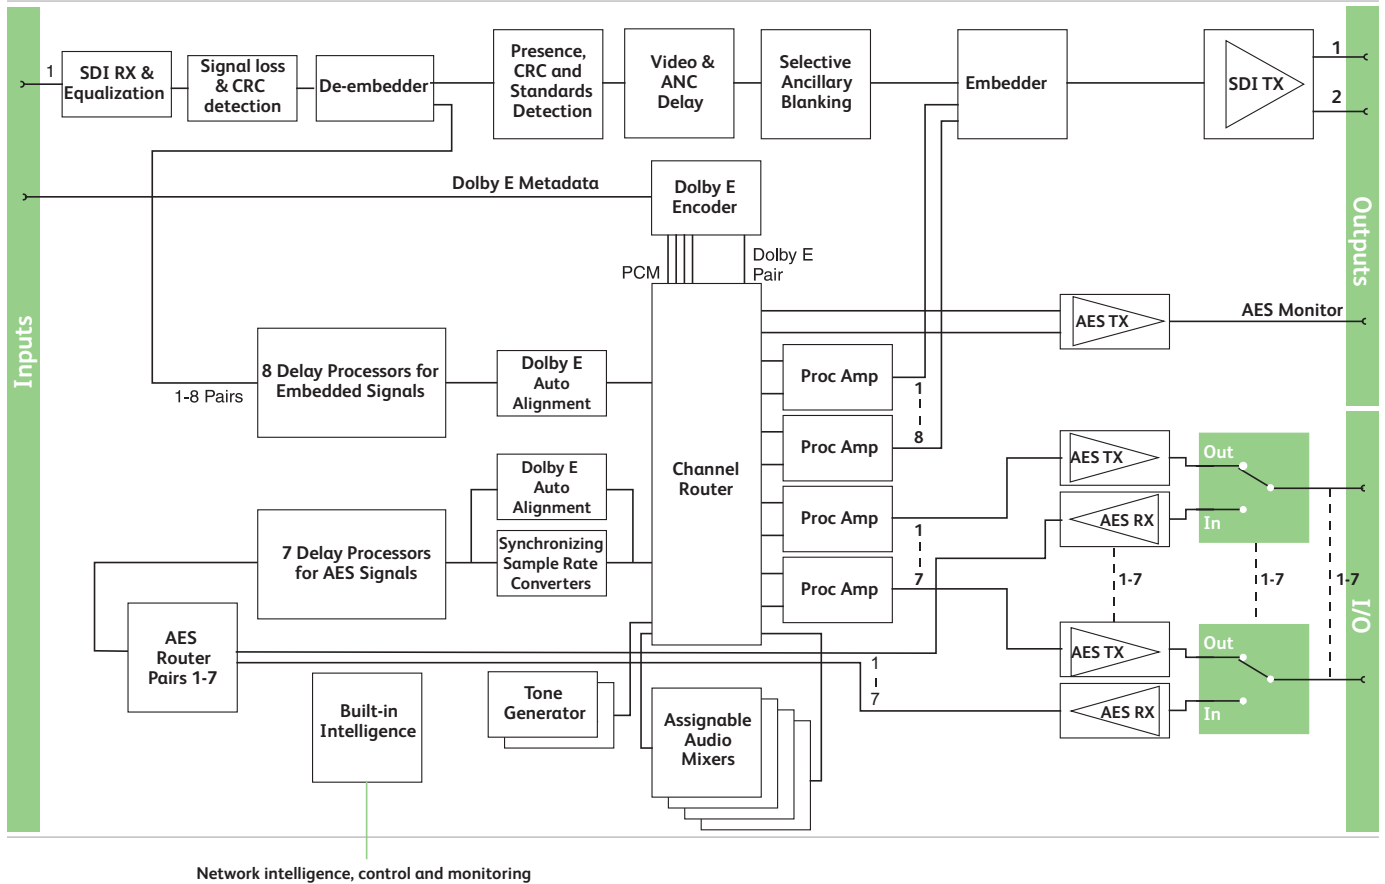 Inputs
1
SDI RX &
Equalization
Signal loss
& CRC
detection
De-embedder
Presence,
CRC and
Standards
Detection
Video &
ANC
Delay
Selective
Ancillary
Blanking
Embedder
SDI TX
1
2
Outputs
Dolby E Metadata
Dolby E
Encoder
PCM
Dolby E
Pair
AES TX
AES Monitor
1-8 Pairs
8 Delay Processors for
Embedded Signals
Dolby E
Auto
Alignment
Channel
Router
Proc Amp
1
8
Proc Amp
Dolby E
Auto
Alignment
Synchronizing
Sample Rate
Converters
7 Delay Processors
for AES Signals
Proc Amp
1
7
Proc Amp
AES TX
Out
AES RX
In
1-7
1-7
1-7
I/O
AES TX
Out
AES RX
In
AES
Router
Pairs 1-7
1
7
Built-in
Intelligence
Tone
Generator
Assignable
Audio
Mixers
Network intelligence, control and monitoring